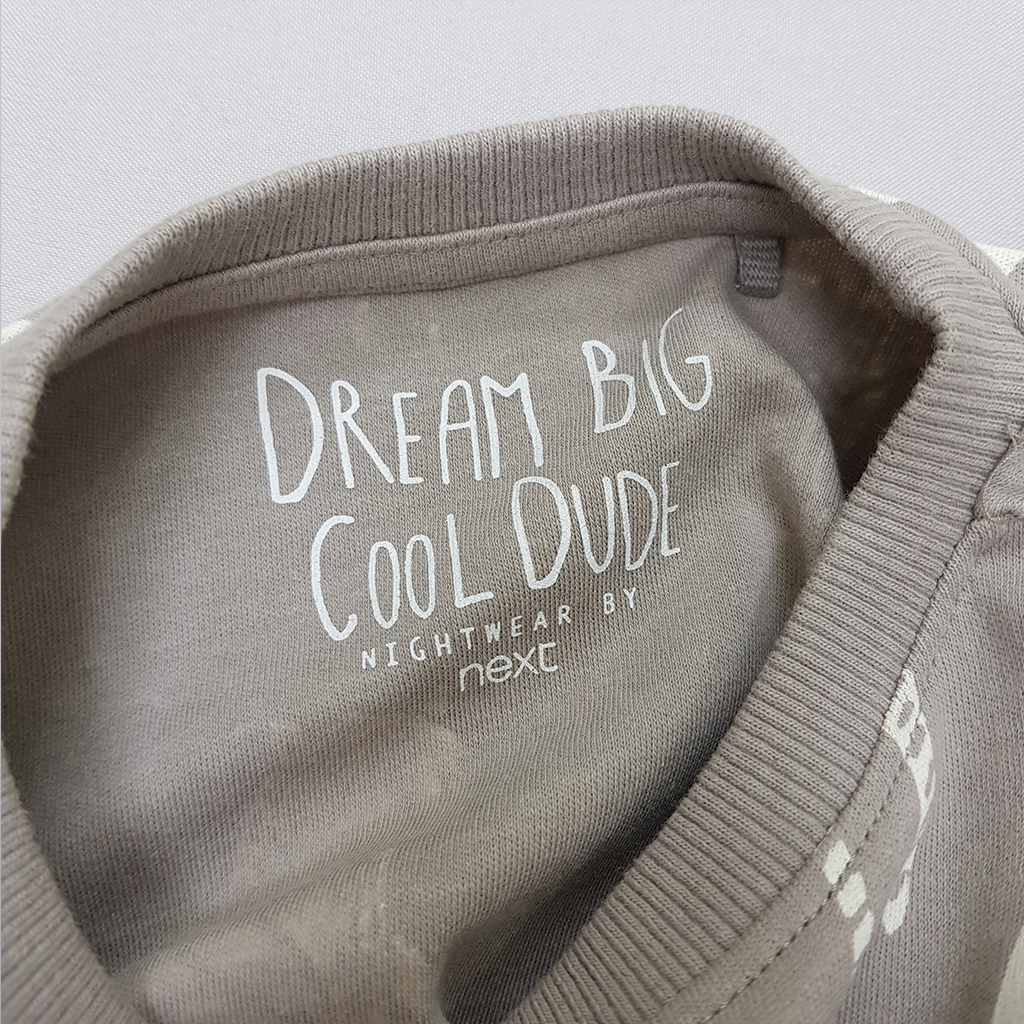 DREAM BIG
COOL DUDE
NIGHTWEAR BY
next